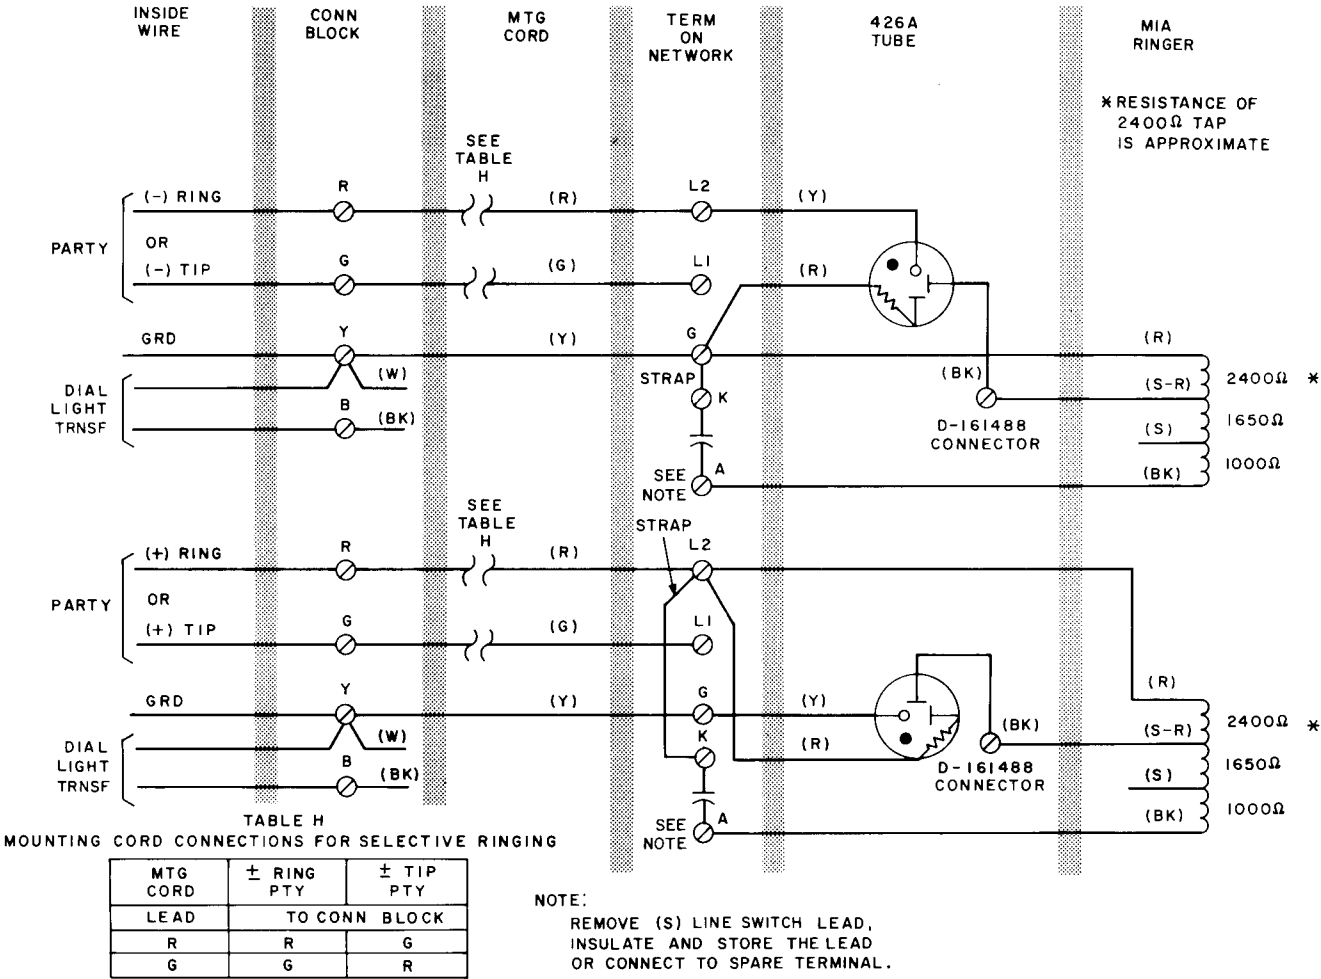 INSIDE
WIRE
CONN
BLOCK
MTG
CORD
TERM
ON
NETWORK
426A
TUBE
MIA
RINGER
*RESISTANCE OF
2400Ω TAP
IS APPROXIMATE
SEE
TABLE
H
(-) RING
R
(R)
L2
(Y)
PARTY
OR
(-) TIP
G
(G)
L1
(R)
GRD
Y
(Y)
G
(R)
DIAL
LIGHT
TRNSF
(W)
STRAP
K
(BK)
(S-R)
2400Ω *
B
(BK)
D-161488
CONNECTOR
(S)
1650Ω
SEE
NOTE
A
(BK)
1000Ω
SEE
TABLE
H
STRAP
(+) RING
R
(R)
L2
PARTY
OR
(+) TIP
G
(G)
L1
GRD
Y
(Y)
G
(Y)
(R)
DIAL
LIGHT
TRNSF
(W)
K
(R)
(BK)
(S-R)
2400Ω *
B
(BK)
D-161488
CONNECTOR
(S)
1650Ω
SEE
NOTE
A
(BK)
1000Ω
TABLE H
MOUNTING CORD CONNECTIONS FOR SELECTIVE RINGING
MTG
CORD
± RING
PTY
± TIP
PTY
LEAD
TO CONN BLOCK
R R G
G G R
NOTE:
REMOVE (S) LINE SWITCH LEAD,
INSULATE AND STORE THE LEAD
OR CONNECT TO SPARE TERMINAL.